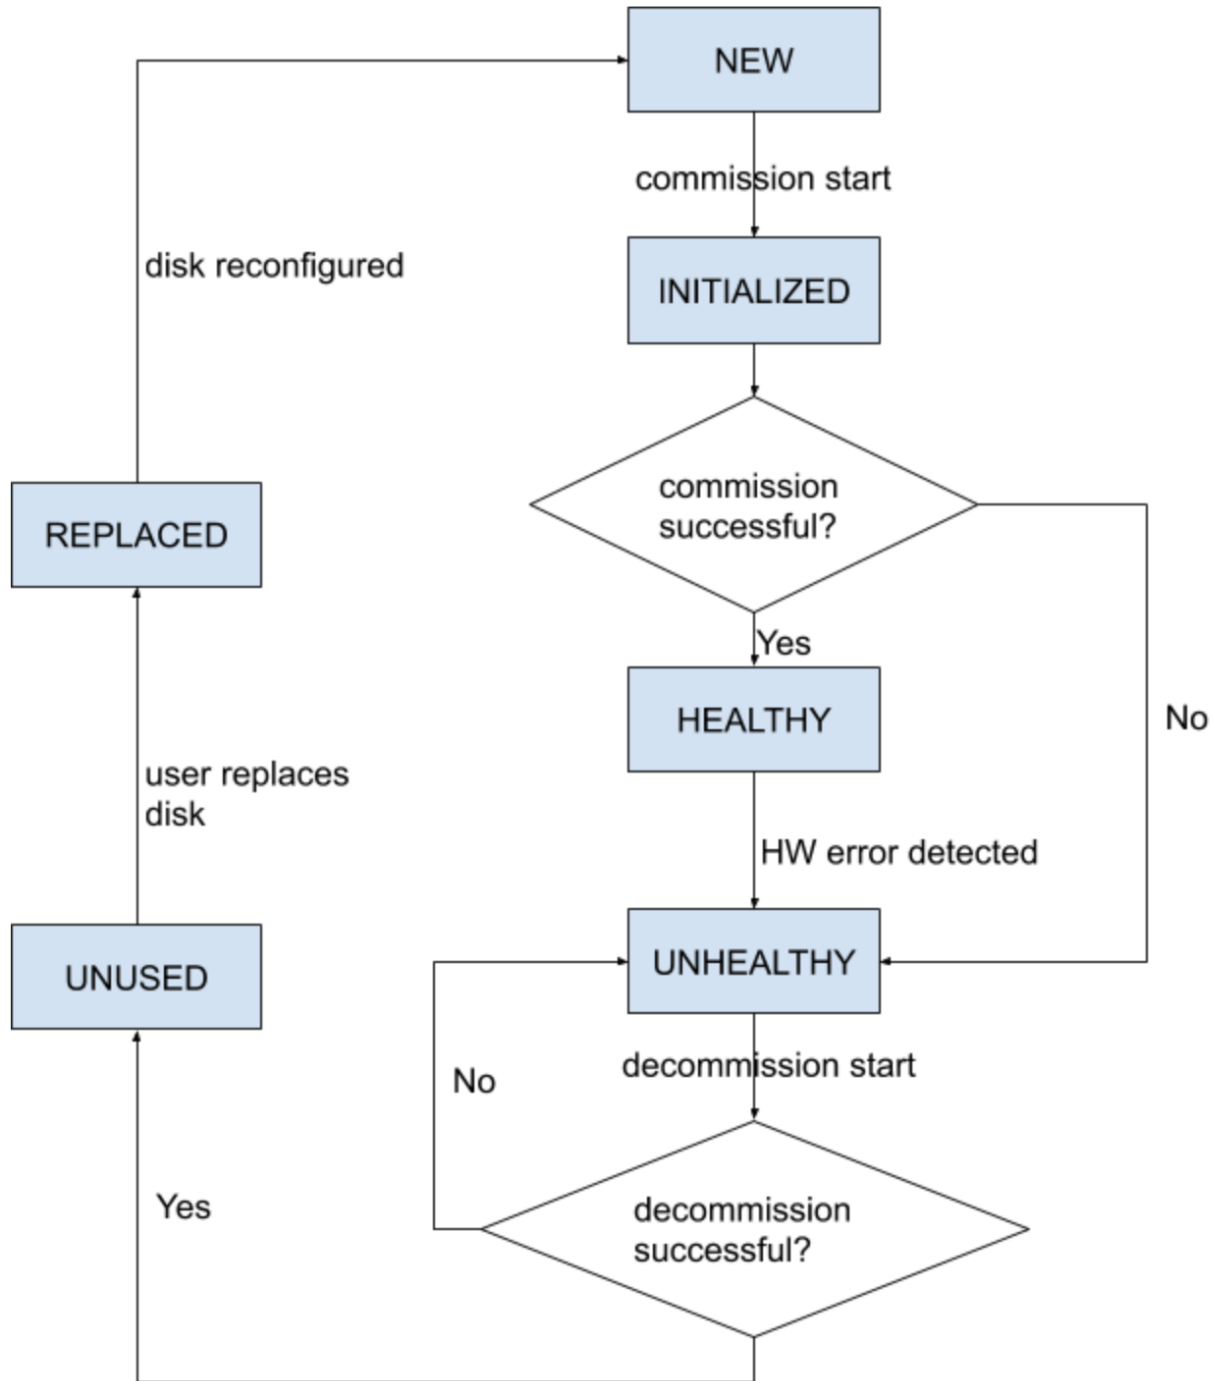 NEW
commission start
disk reconfigured
INITIALIZED
commission
successful?
REPLACED
Yes
HEALTHY
No
user replaces
disk
HW error detected
UNUSED
UNHEALTHY
decommission start
No
Yes
decommission
successful?